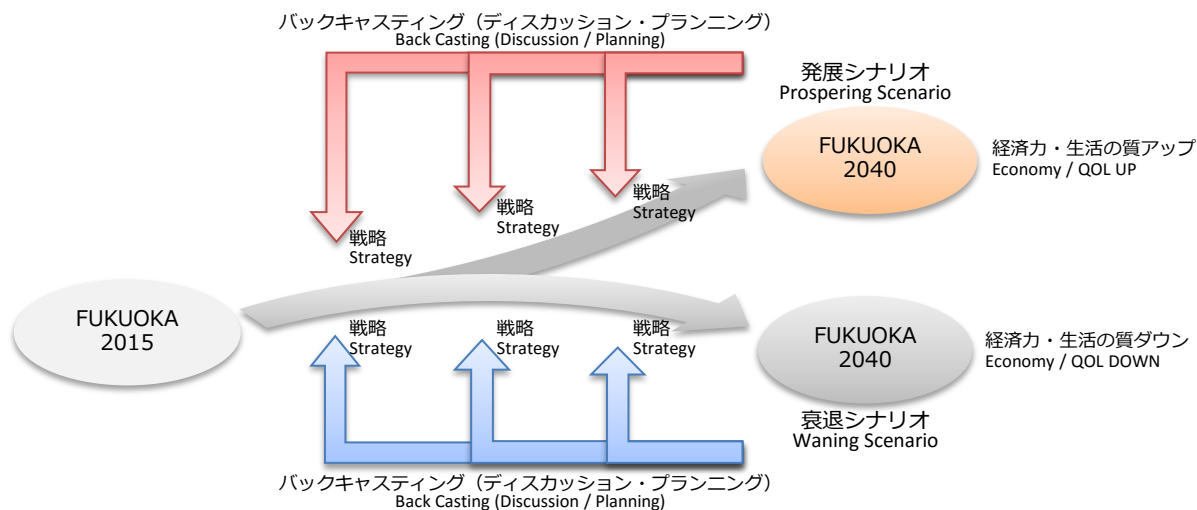 バックキャスティング（ディスカッション・プランニング）
Back Casting (Discussion / Planning)
発展シナリオ
Prospering Scenario
FUKUOKA
2040
経済力・生活の質アップ
Economy / QOL UP
戦略
Strategy
戦略
Strategy
戦略
Strategy
FUKUOKA
2015
戦略
Strategy
戦略
Strategy
戦略
Strategy
FUKUOKA
2040
経済力・生活の質ダウン
Economy / QOL DOWN
衰退シナリオ
Waning Scenario
バックキャスティング（ディスカッション・プランニング）
Back Casting (Discussion / Planning)